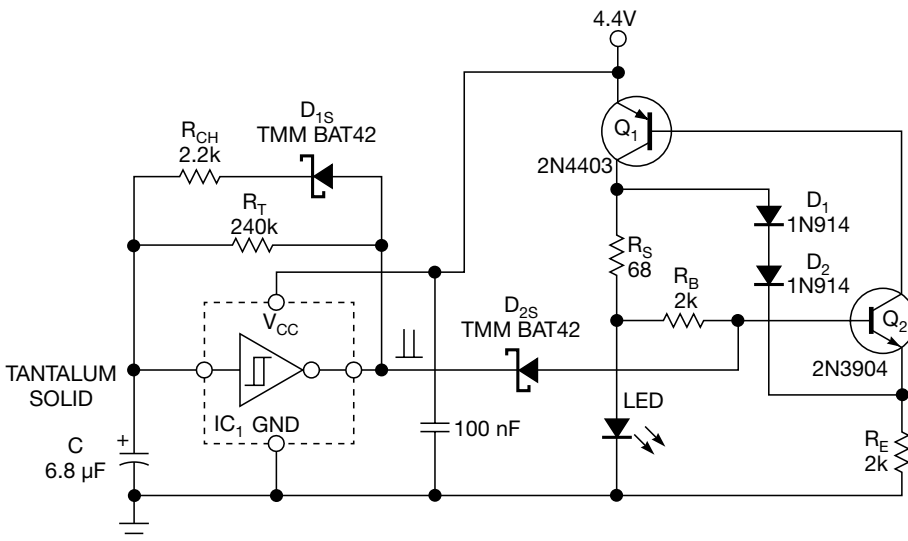 4.4V
D1S
TMM BAT42
RCH
2.2k
Q1
2N4403
RT
240k
D1
1N914
RS
68
RB
2k
D2
1N914
VCC
D2S
TMM BAT42
Q2
2N3904
TANTALUM
SOLID
IC1 GND
LED
C
6.8 µF
+
100 nF
RE
2k